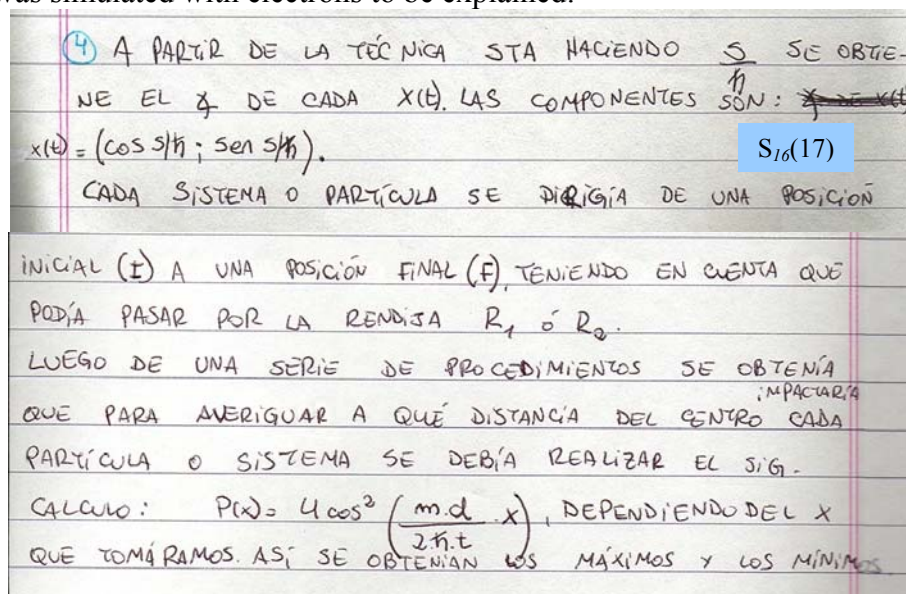 was simulated with electrons to be explained.
④ A PARTIR DE LA TÉCNICA STA HACIENDO S/ħ SE OBTIE-
NE EL ∡ DE CADA X(t). LAS COMPONENTES SON:
x(t) = (cos s/ħ ; sen s/ħ).
S16(17)
CADA SISTEMA O PARTÍCULA SE DIRIGÍA DE UNA POSICIÓN
INICIAL (I) A UNA POSICIÓN FINAL (F), TENIENDO EN CUENTA QUE
PODÍA PASAR POR LA RENDIJA R1 ó R2.
LUEGO DE UNA SERIE DE PROCEDIMIENTOS SE OBTENÍA
QUE PARA AVERIGUAR A QUÉ DISTANCIA DEL CENTRO CADA IMPACTARÍA
PARTÍCULA O SISTEMA SE DEBÍA REALIZAR EL SIG.
CALCULO: P(x) = 4 cos² (m.d/2.ħ.t . x), DEPENDIENDO DEL X
QUE TOMÁRAMOS. ASÍ SE OBTENÍAN LOS MÁXIMOS Y LOS MÍNIMOS